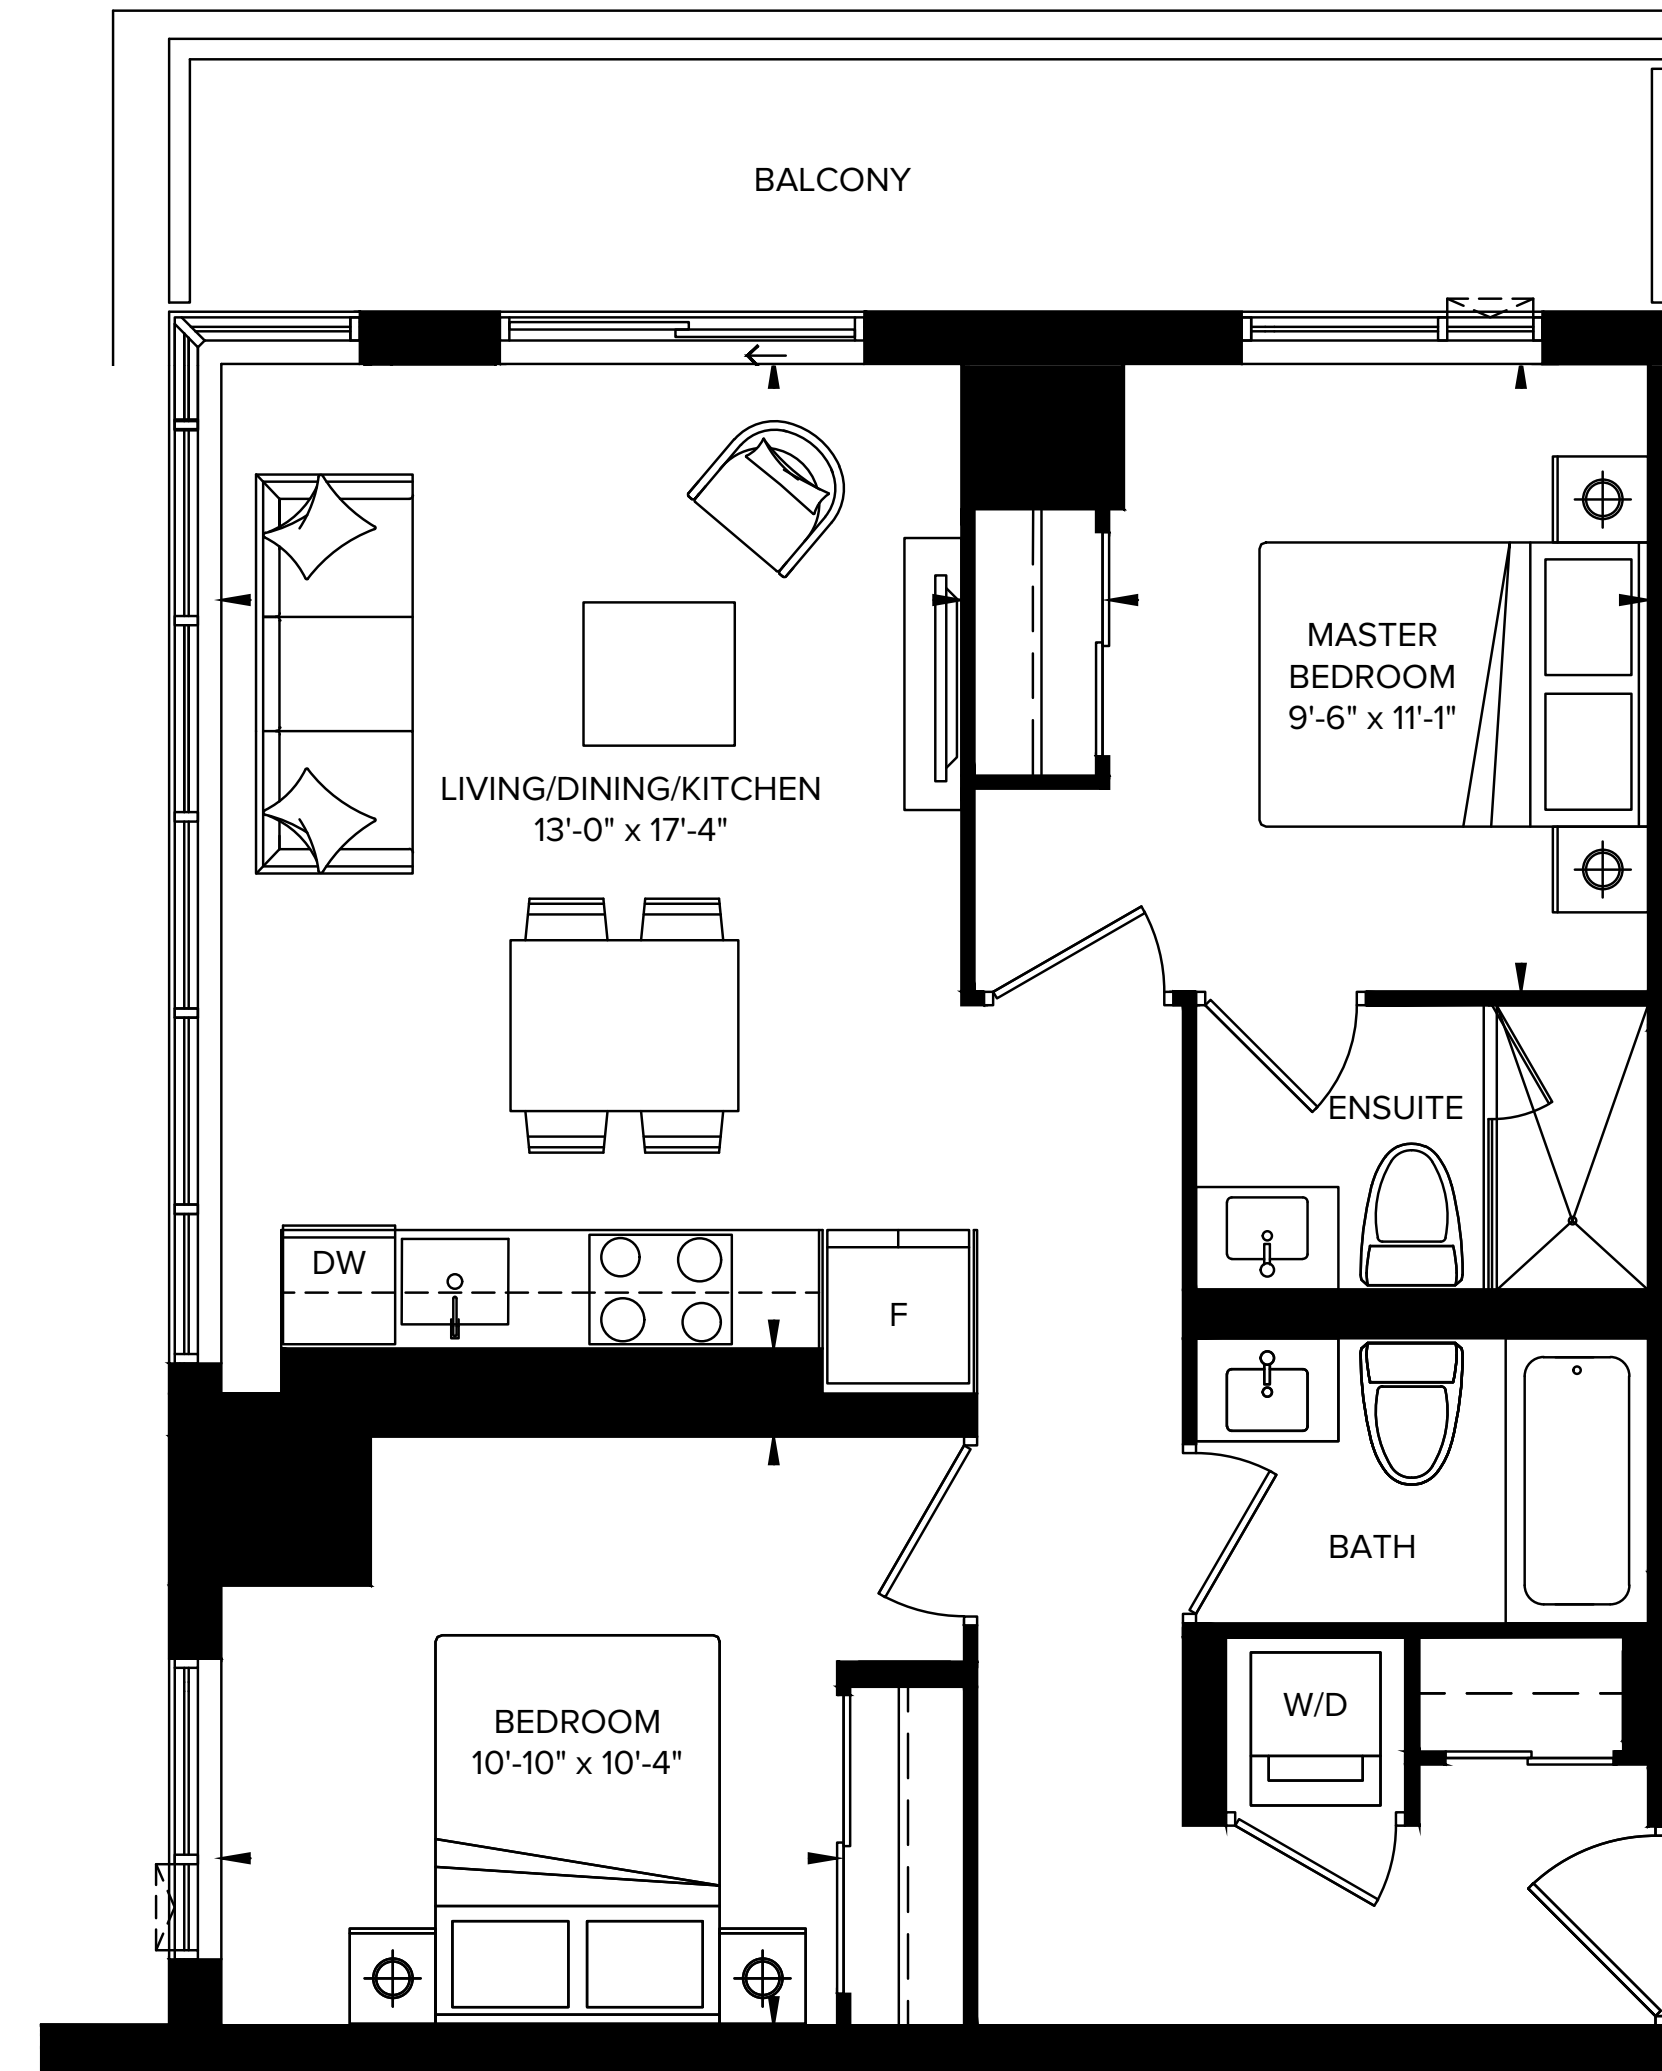 BALCONY
MASTER
BEDROOM
9'-6" x 11'-1"
LIVING/DINING/KITCHEN
13'-0" x 17'-4"
ENSUITE
DW
F
BATH
W/D
BEDROOM
10'-10" x 10'-4"